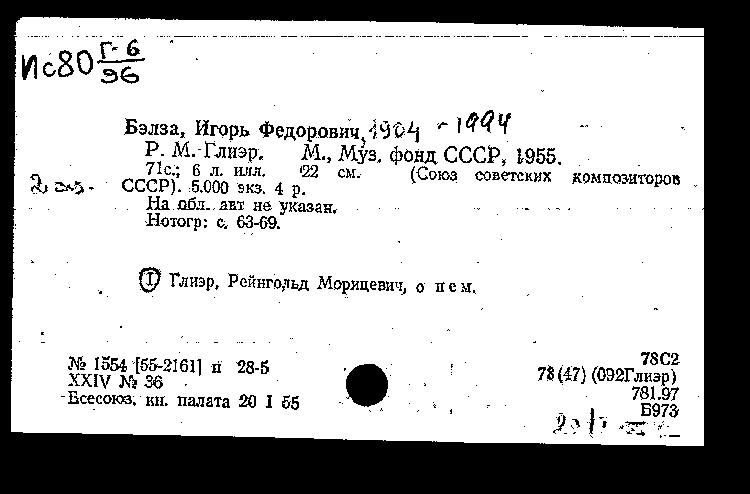 Ис80 Г-6/96
Бэлза, Игорь Федорович, 1904 - 1994
Р. М. Глиэр. М., Муз. фонд СССР, 1955.
71с.; 6 л. илл. 22 см. (Союз советских композиторов
2 экз. СССР). 5.000 экз. 4 р.
На обл. авт не указан.
Нотогр: с. 63-69.
I Глиэр, Рейнгольд Морицевич, о нем.
78С2
№ 1554 [55-2161] п 28-5
78(47) (092Глиэр)
XXIV № 36
781.97
Всесоюз. кн. палата 20 I 55
Б973